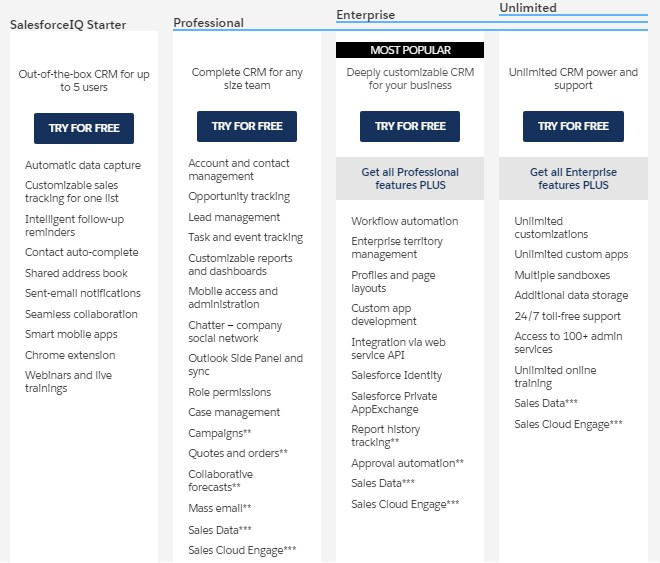 SalesforceIQ Starter
Out-of-the-box CRM for up
to 5 users
TRY FOR FREE
Automatic data capture
Customizable sales
tracking for one list
Intelligent follow-up
reminders
Contact auto-complete
Shared address book
Sent-email notifications
Seamless collaboration
Smart mobile apps
Chrome extension
Webinars and live
trainings
Professional
Complete CRM for any
size team
TRY FOR FREE
Account and contact
management
Opportunity tracking
Lead management
Task and event tracking
Customizable reports
and dashboards
Mobile access and
administration
Chatter – company
social network
Outlook Side Panel and
sync
Role permissions
Case management
Campaigns**
Quotes and orders**
Collaborative
forecasts**
Mass email**
Sales Data***
Sales Cloud Engage***
Enterprise
MOST POPULAR
Deeply customizable CRM
for your business
TRY FOR FREE
Get all Professional
features PLUS
Workflow automation
Enterprise territory
management
Profiles and page
layouts
Custom app
development
Integration via web
service API
Salesforce Identity
Salesforce Private
AppExchange
Report history
tracking**
Approval automation**
Sales Data***
Sales Cloud Engage***
Unlimited
Unlimited CRM power and
support
TRY FOR FREE
Get all Enterprise
features PLUS
Unlimited
customizations
Unlimited custom apps
Multiple sandboxes
Additional data storage
24/7 toll-free support
Access to 100+ admin
services
Unlimited online
training
Sales Data***
Sales Cloud Engage***